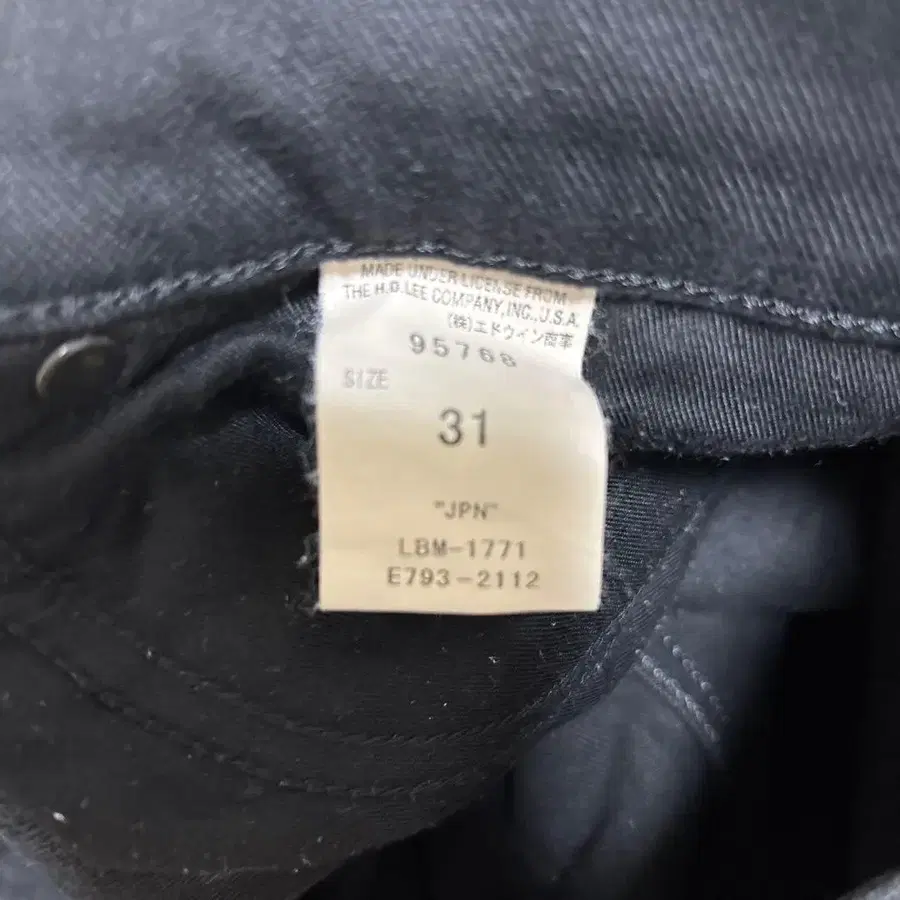 MADE UNDER LICENSE FROM
THE H.D.LEE COMPANY,INC.,U.S.A.
(株)エドウイン商事
95766
SIZE
31
"JPN"
LBM-1771
E793-2112